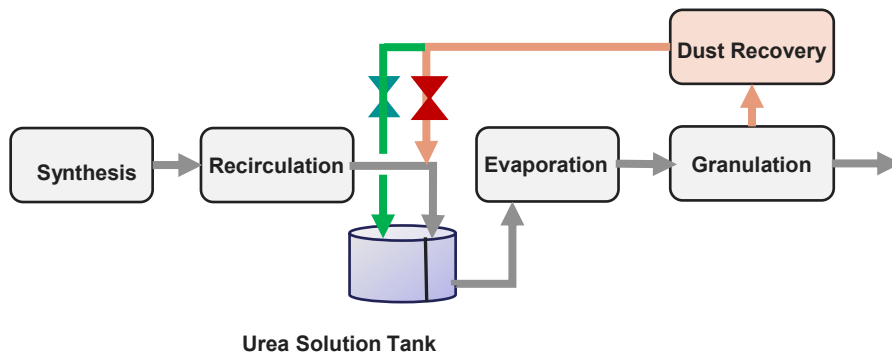 Dust Recovery
Synthesis
Recirculation
Evaporation
Granulation
Urea Solution Tank